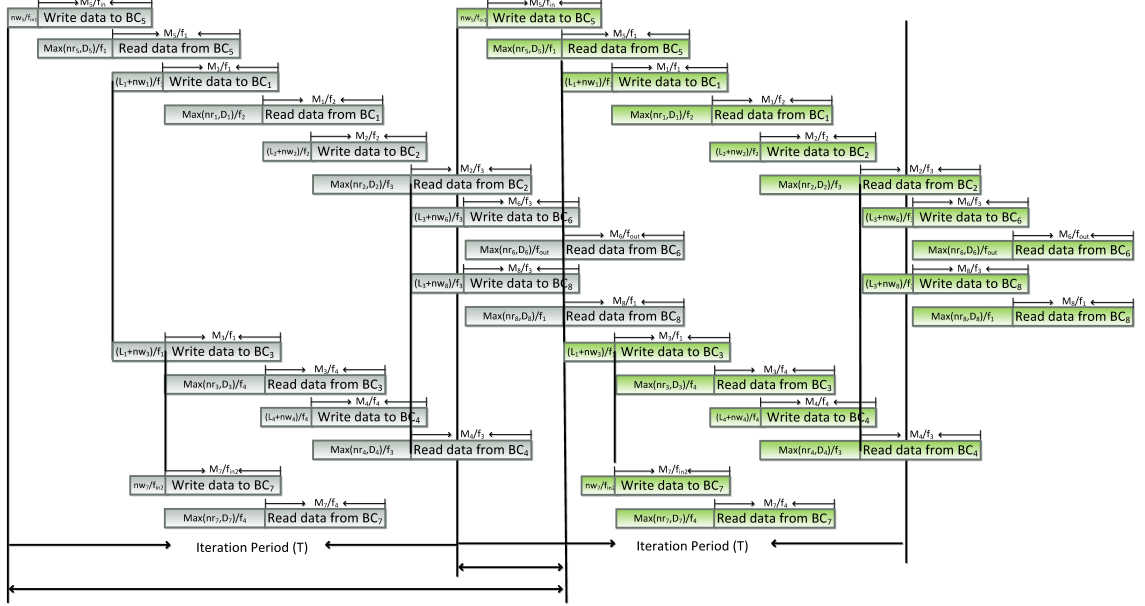 M₅/fᵢₙ M₅/fᵢₙ
nw₅/fᵢₙ₁ Write data to BC₅ nw₅/fᵢₙ₁ Write data to BC₅
M₅/f₁ M₅/f₁
Max(nr₅,D₅)/f₁ Read data from BC₅ Max(nr₅,D₅)/f₁ Read data from BC₅
M₁/f₁ M₁/f₁
(L₁+nw₁)/f₁ Write data to BC₁ (L₁+nw₁)/f₁ Write data to BC₁
M₁/f₂ M₁/f₂
Max(nr₁,D₁)/f₂ Read data from BC₁ Max(nr₁,D₁)/f₂ Read data from BC₁
M₂/f₂ M₂/f₂
(L₂+nw₂)/f₂ Write data to BC₂ (L₂+nw₂)/f₂ Write data to BC₂
M₂/f₃ M₂/f₃
Max(nr₂,D₂)/f₃ Read data from BC₂ Max(nr₂,D₂)/f₃ Read data from BC₂
M₆/f₃ M₆/f₃
(L₃+nw₆)/f₃ Write data to BC₆ (L₃+nw₆)/f₃ Write data to BC₆
M₆/fₒᵤₜ M₆/fₒᵤₜ
Max(nr₆,D₆)/fₒᵤₜ Read data from BC₆ Max(nr₆,D₆)/fₒᵤₜ Read data from BC₆
M₈/f₃ M₈/f₃
(L₃+nw₈)/f₃ Write data to BC₈ (L₃+nw₈)/f₃ Write data to BC₈
M₈/f₁ M₈/f₁
Max(nr₈,D₈)/f₁ Read data from BC₈ Max(nr₈,D₈)/f₁ Read data from BC₈
M₃/f₁ M₃/f₁
(L₁+nw₃)/f₁ Write data to BC₃ (L₁+nw₃)/f₁ Write data to BC₃
M₃/f₄ M₃/f₄
Max(nr₃,D₃)/f₄ Read data from BC₃ Max(nr₃,D₃)/f₄ Read data from BC₃
M₄/f₄ M₄/f₄
(L₄+nw₄)/f₄ Write data to BC₄ (L₄+nw₄)/f₄ Write data to BC₄
M₄/f₃ M₄/f₃
Max(nr₄,D₄)/f₃ Read data from BC₄ Max(nr₄,D₄)/f₃ Read data from BC₄
M₇/fᵢₙ₂ M₇/fᵢₙ₂
nw₇/fᵢₙ₂ Write data to BC₇ nw₇/fᵢₙ₂ Write data to BC₇
M₇/f₄ M₇/f₄
Max(nr₇,D₇)/f₄ Read data from BC₇ Max(nr₇,D₇)/f₄ Read data from BC₇
Iteration Period (T) Iteration Period (T)